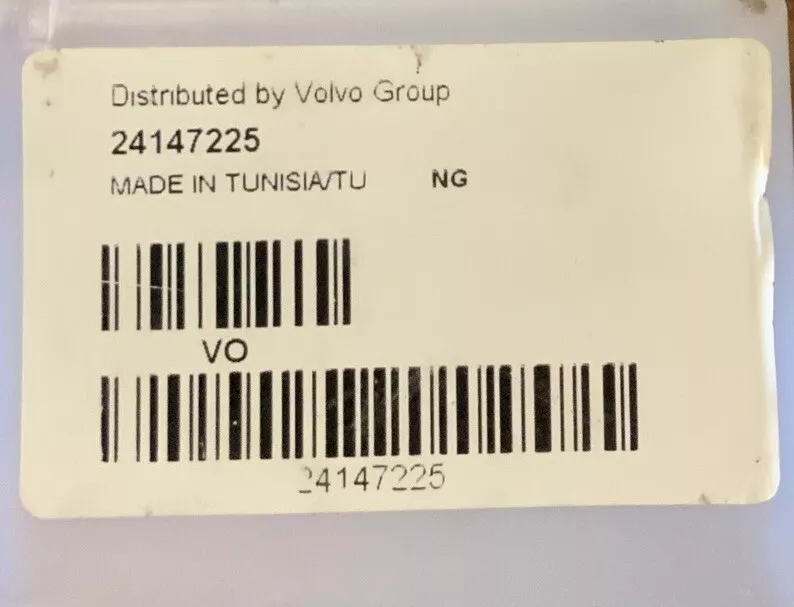 Distributed by Volvo Group
24147225
MADE IN TUNISIA/TU NG
VO
24147225